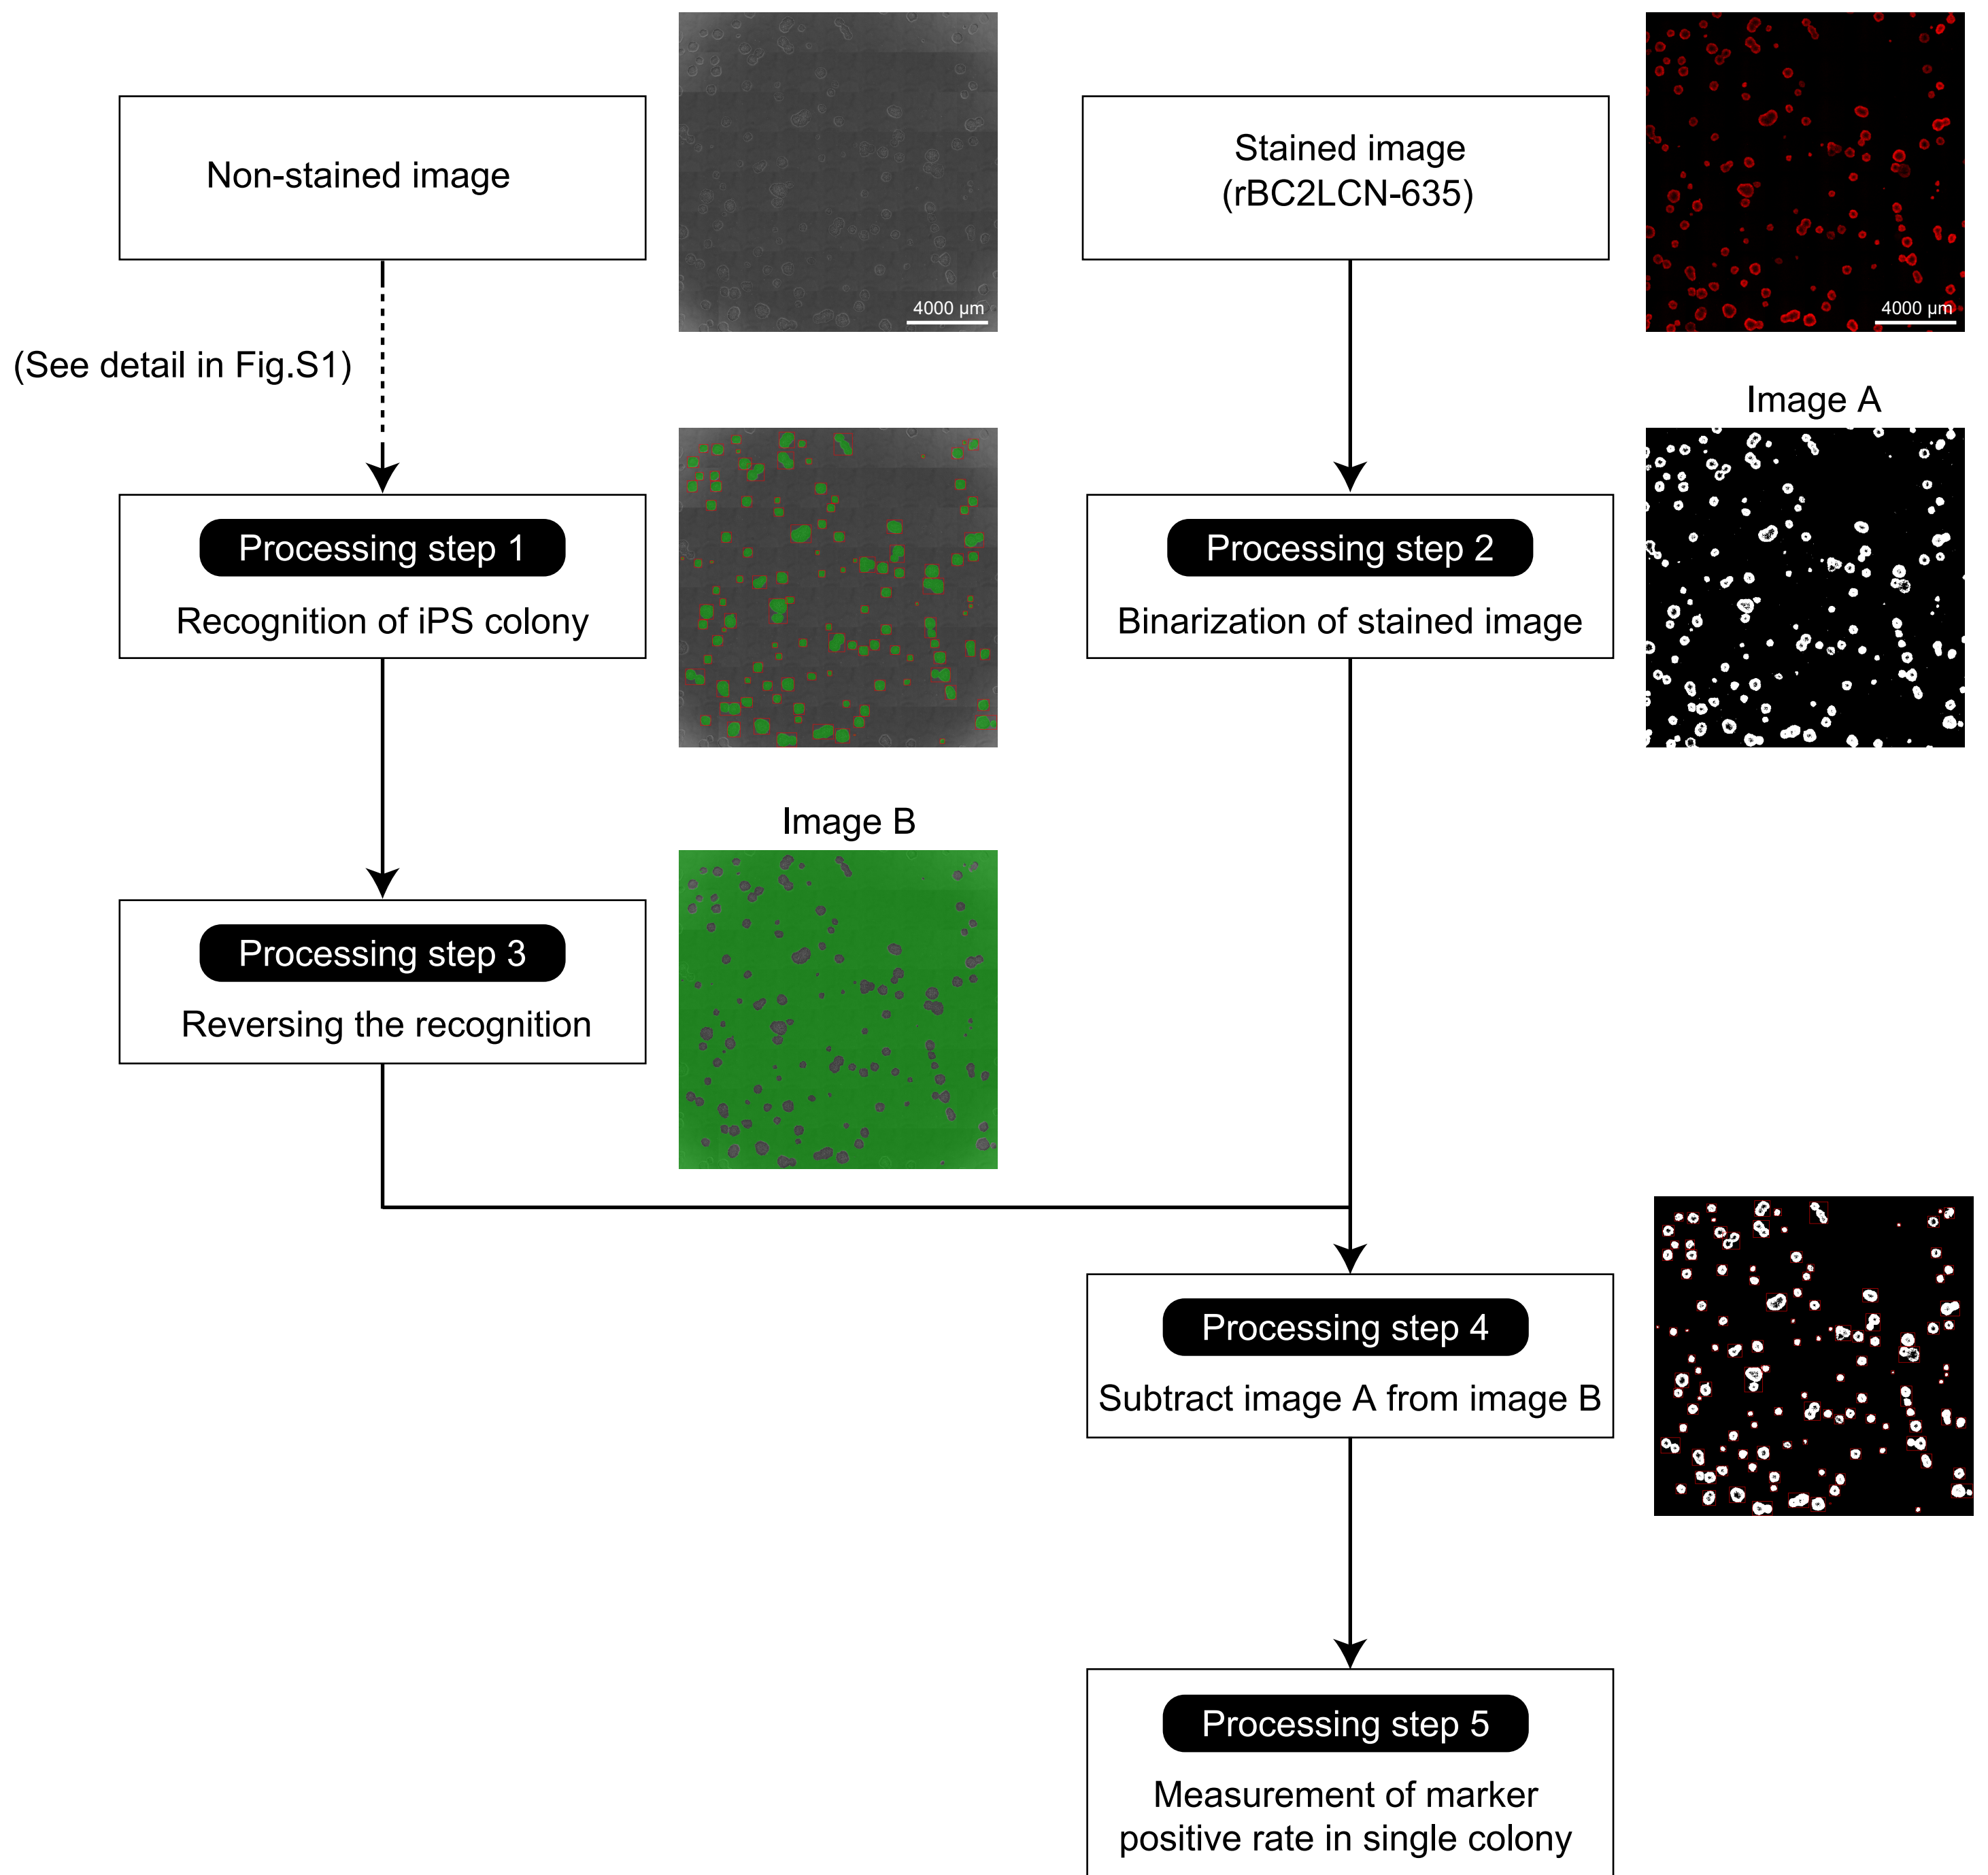 Non-stained image
4000 µm
Stained image
(rBC2LCN-635)
4000 µm
(See detail in Fig.S1)
Image A
Processing step 1
Recognition of iPS colony
Processing step 2
Binarization of stained image
Image B
Processing step 3
Reversing the recognition
Processing step 4
Subtract image A from image B
Processing step 5
Measurement of marker
positive rate in single colony